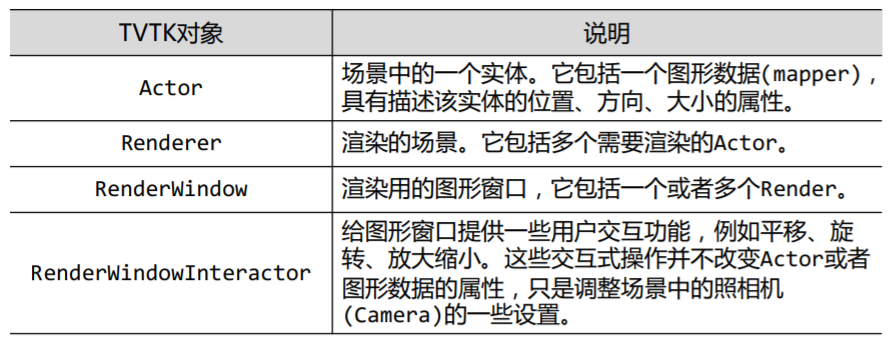 TVTK对象 说明
Actor
场景中的一个实体。它包括一个图形数据(mapper)，
具有描述该实体的位置、方向、大小的属性。
Renderer 渲染的场景。它包括多个需要渲染的Actor。
RenderWindow 渲染用的图形窗口，它包括一个或者多个Render。
RenderWindowInteractor
给图形窗口提供一些用户交互功能，例如平移、旋
转、放大缩小。这些交互式操作并不改变Actor或者
图形数据的属性，只是调整场景中的照相机
(Camera)的一些设置。